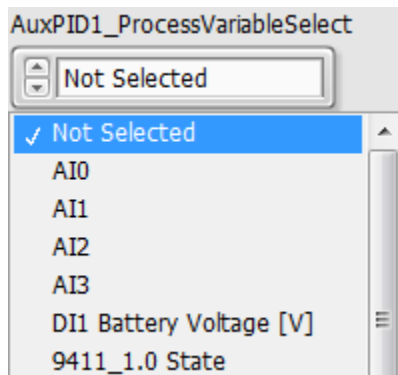 AuxPID1_ProcessVariableSelect
Not Selected
Not Selected
AI0
AI1
AI2
AI3
DI1 Battery Voltage [V]
9411_1.0 State